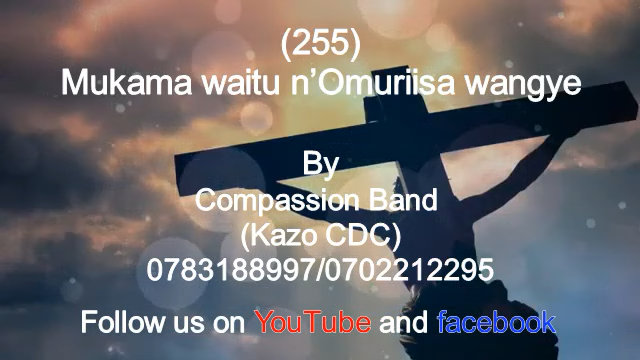 (255)
Mukama waitu n’Omuriisa wangye
By
Compassion Band
(Kazo CDC)
0783188997/0702212295
Follow us on YouTube and facebook